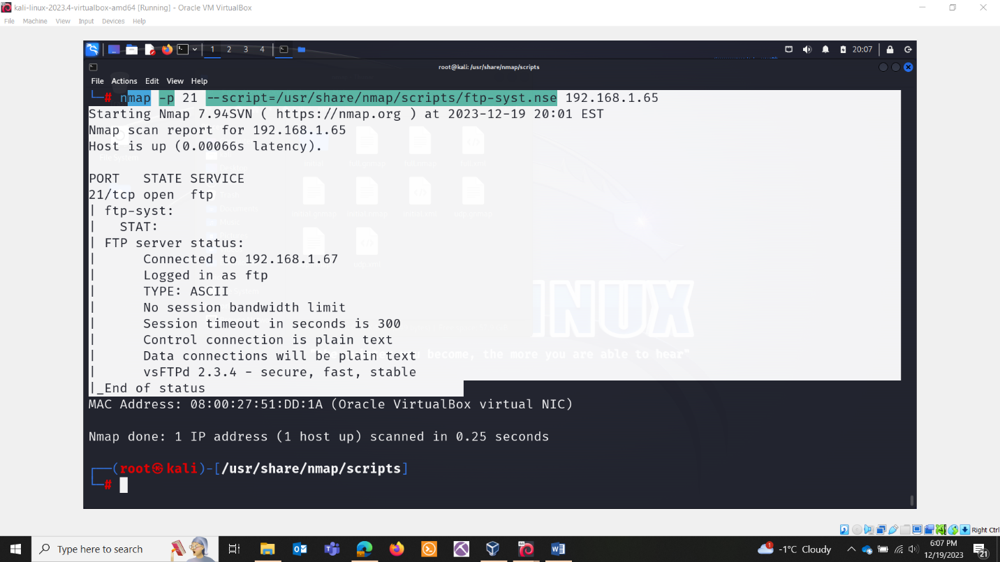 kali-linux-2023.4-virtualbox-amd64 [Running] - Oracle VM VirtualBox
File Machine View Input Devices Help
1 2 3 4 20:07
root@kali: /usr/share/nmap/scripts
File Actions Edit View Help
└─# nmap -p 21 --script=/usr/share/nmap/scripts/ftp-syst.nse 192.168.1.65
Starting Nmap 7.94SVN ( https://nmap.org ) at 2023-12-19 20:01 EST
Nmap scan report for 192.168.1.65
Host is up (0.00066s latency).
PORT   STATE SERVICE
21/tcp open  ftp
| ftp-syst:
|   STAT:
| FTP server status:
|      Connected to 192.168.1.67
|      Logged in as ftp
|      TYPE: ASCII
|      No session bandwidth limit
|      Session timeout in seconds is 300
|      Control connection is plain text
|      Data connections will be plain text
|      vsFTPd 2.3.4 - secure, fast, stable
|_End of status
MAC Address: 08:00:27:51:DD:1A (Oracle VirtualBox virtual NIC)
Nmap done: 1 IP address (1 host up) scanned in 0.25 seconds
┌──(root㉿kali)-[/usr/share/nmap/scripts]
└─#
INUX
become, the more you are able to hear"
Right Ctrl
Type here to search
1
-1°C Cloudy
6:07 PM
12/19/2023
21